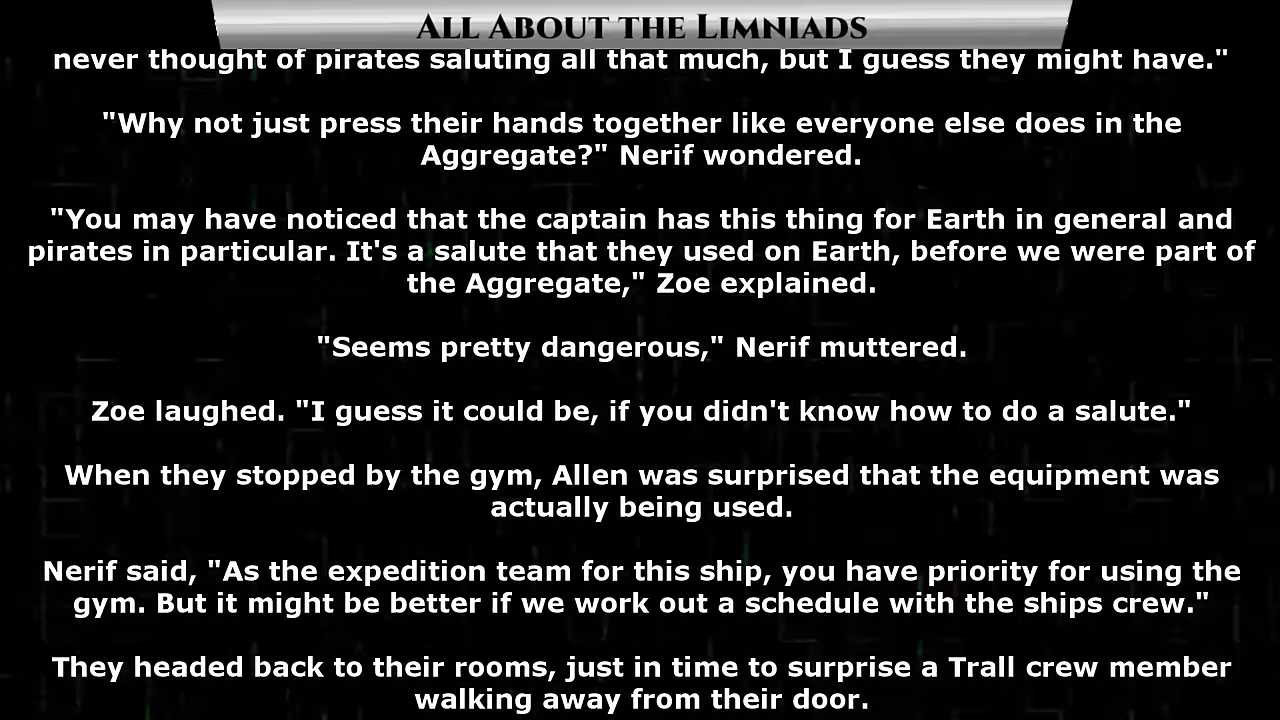 All About the Limniads
never thought of pirates saluting all that much, but I guess they might have."
"Why not just press their hands together like everyone else does in the
Aggregate?" Nerif wondered.
"You may have noticed that the captain has this thing for Earth in general and
pirates in particular. It's a salute that they used on Earth, before we were part of
the Aggregate," Zoe explained.
"Seems pretty dangerous," Nerif muttered.
Zoe laughed. "I guess it could be, if you didn't know how to do a salute."
When they stopped by the gym, Allen was surprised that the equipment was
actually being used.
Nerif said, "As the expedition team for this ship, you have priority for using the
gym. But it might be better if we work out a schedule with the ships crew."
They headed back to their rooms, just in time to surprise a Trall crew member
walking away from their door.